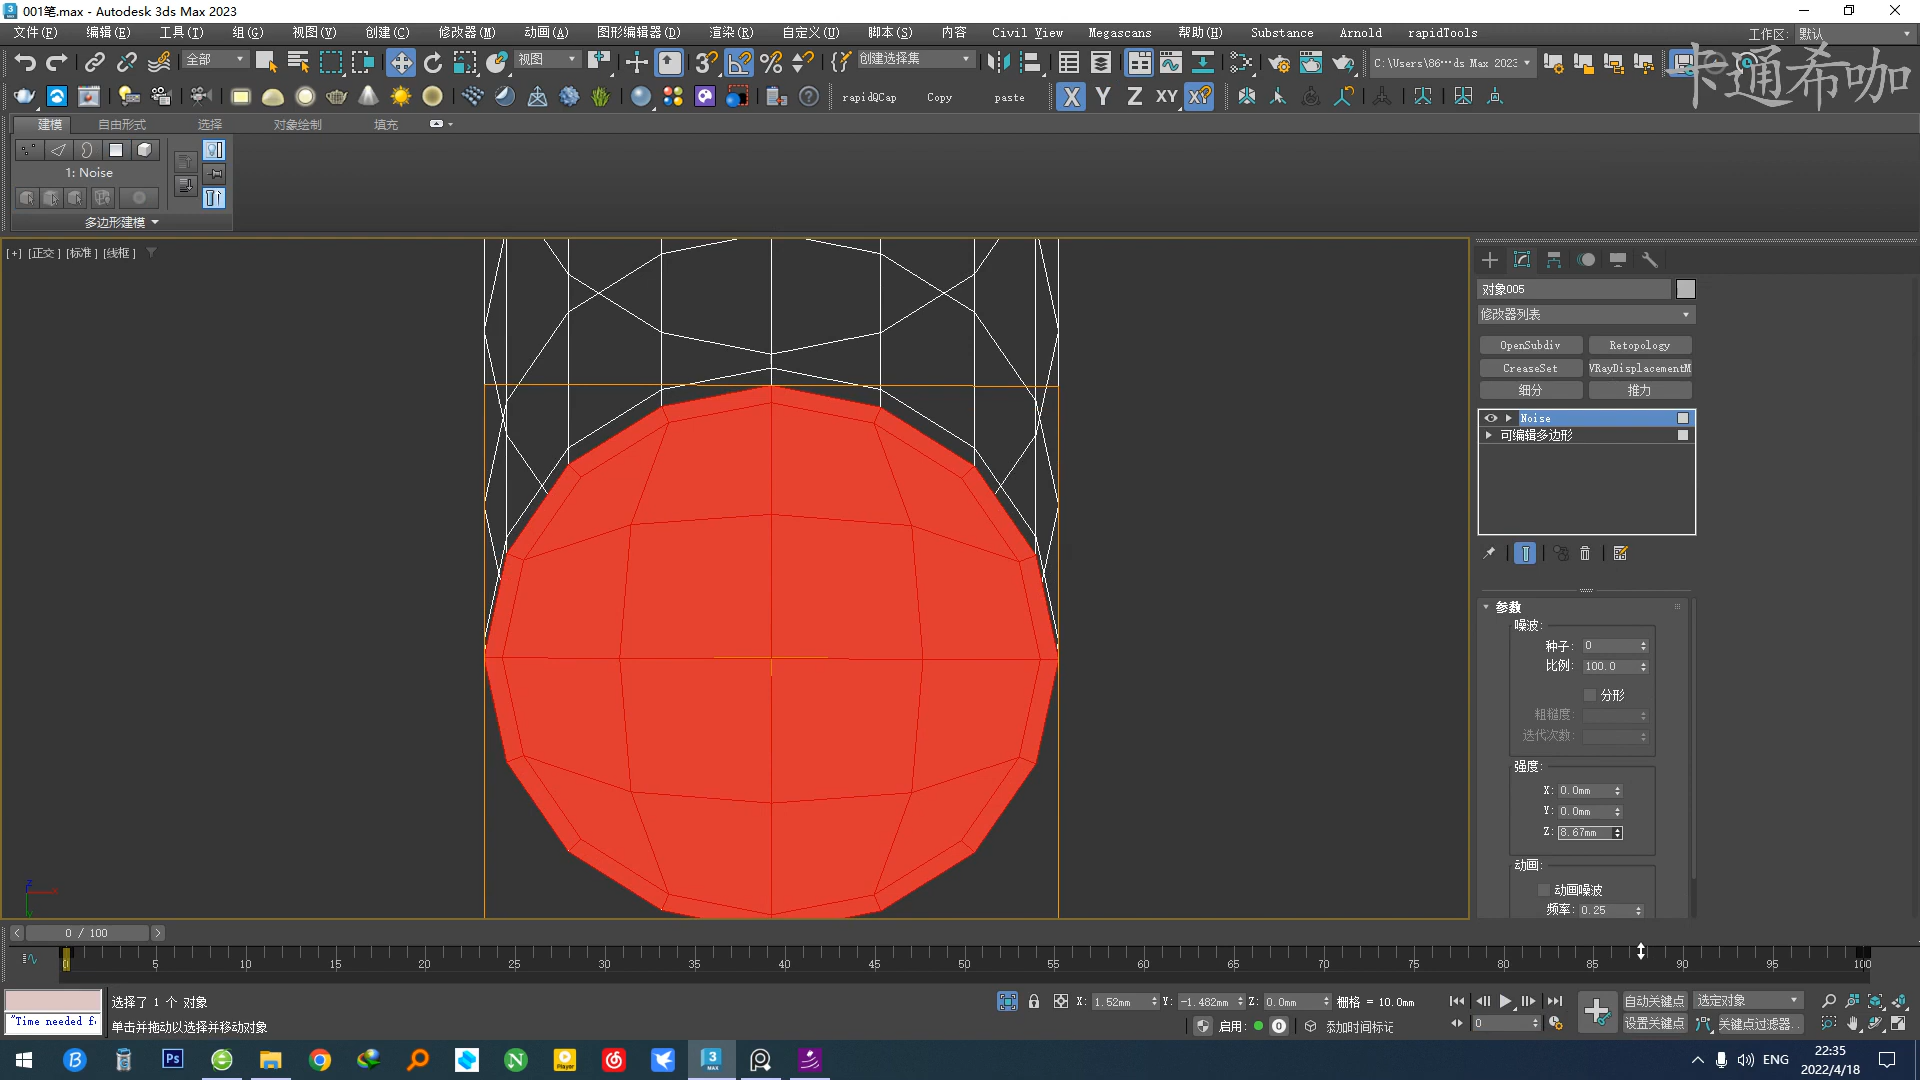 001笔.max - Autodesk 3ds Max 2023
文件(F) 编辑(E) 工具(T) 组(G) 视图(V) 创建(C) 修改器(M) 动画(A) 图形编辑器(D) 渲染(R) 自定义(U) 脚本(S) 内容 Civil View Megascans 帮助(H) Substance Arnold rapidTools 工作区: 默认
全部 视图 创建选择集 C:\Users\86···ds Max 2023
卡通希咖
rapidQCap Copy paste X Y Z XY XY
建模 自由形式 选择 对象绘制 填充
1: Noise
多边形建模
[+] [正交] [标准] [线框]
对象005
修改器列表
OpenSubdiv Retopology
CreaseSet VRayDisplacementM
细分 推力
Noise
可编辑多边形
参数
噪波:
种子: 0
比例: 100.0
分形
粗糙度:
迭代次数:
强度:
X: 0.0mm
Y: 0.0mm
Z: 8.67mm
动画:
动画噪波
频率: 0.25
0 / 100
0 5 10 15 20 25 30 35 40 45 50 55 60 65 70 75 80 85 90 95 100
选择了 1 个 对象 X: 1.52mm Y: -1.482mm Z: 0.0mm 栅格 = 10.0mm 自动关键点 选定对象
"Time needed f 单击并拖动以选择并移动对象 启用: 0 添加时间标记 0 设置关键点 关键点过滤器...
ENG 22:35
2022/4/18